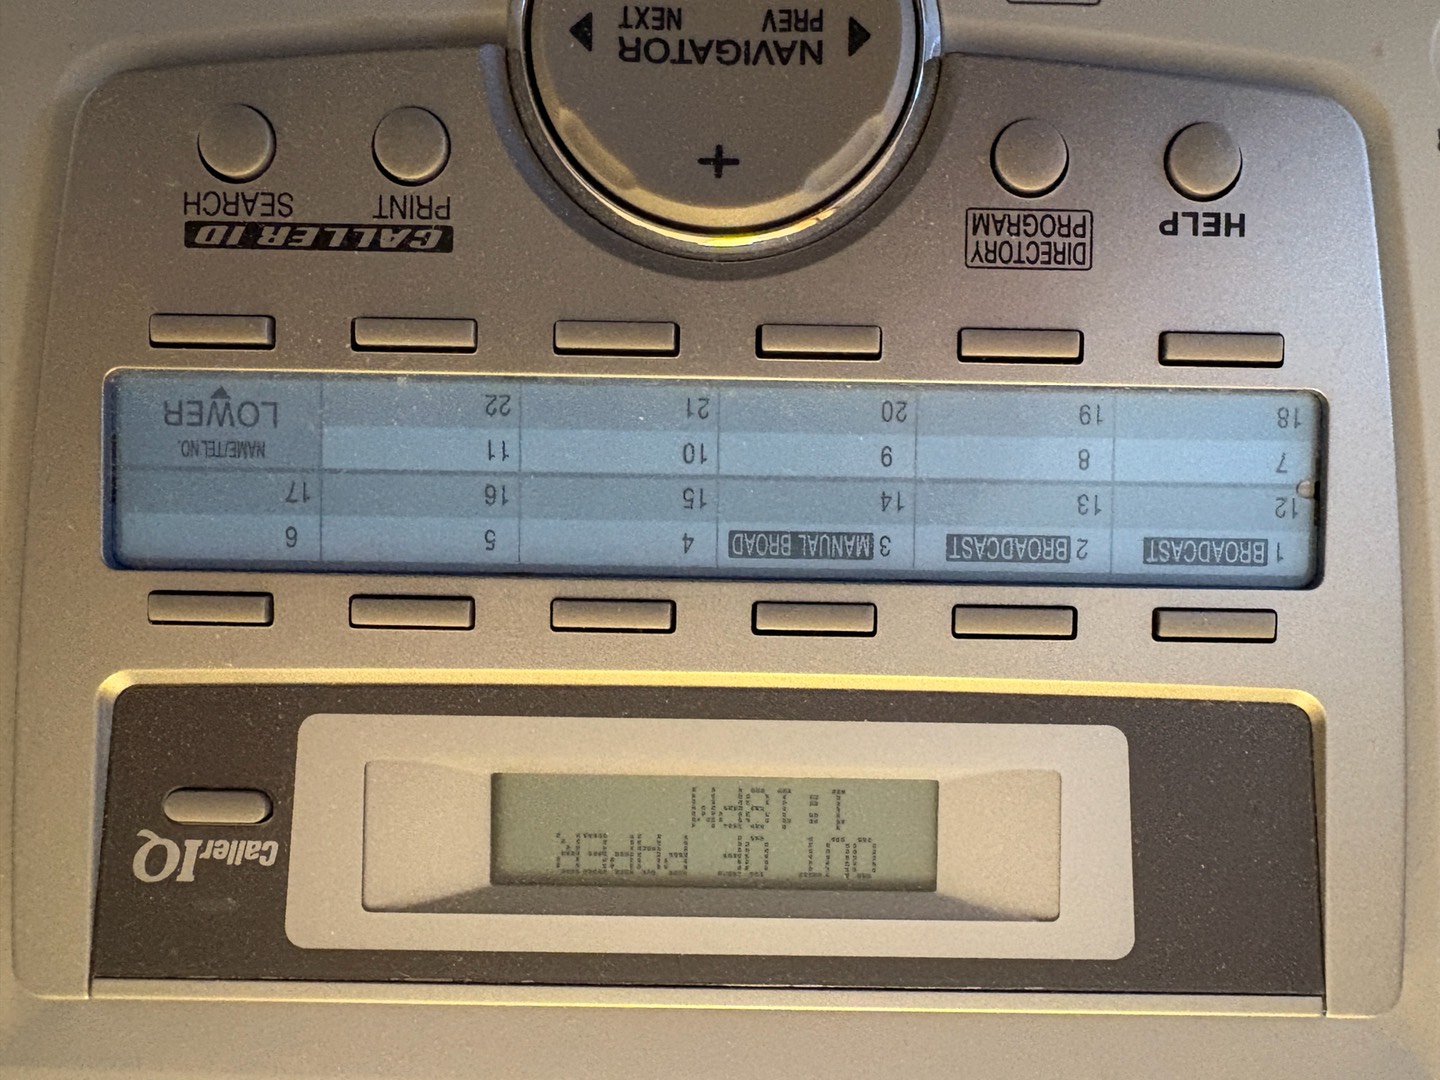 CallerIQ
1 BROADCAST 2 BROADCAST 3 MANUAL BROAD 4 5 6
12 13 14 15 16 17
7 8 9 10 11 NAME/TEL NO.
18 19 20 21 22 LOWER
HELP
DIRECTORY
PROGRAM
CALLER ID
PRINT SEARCH
+
NAVIGATOR
PREV NEXT